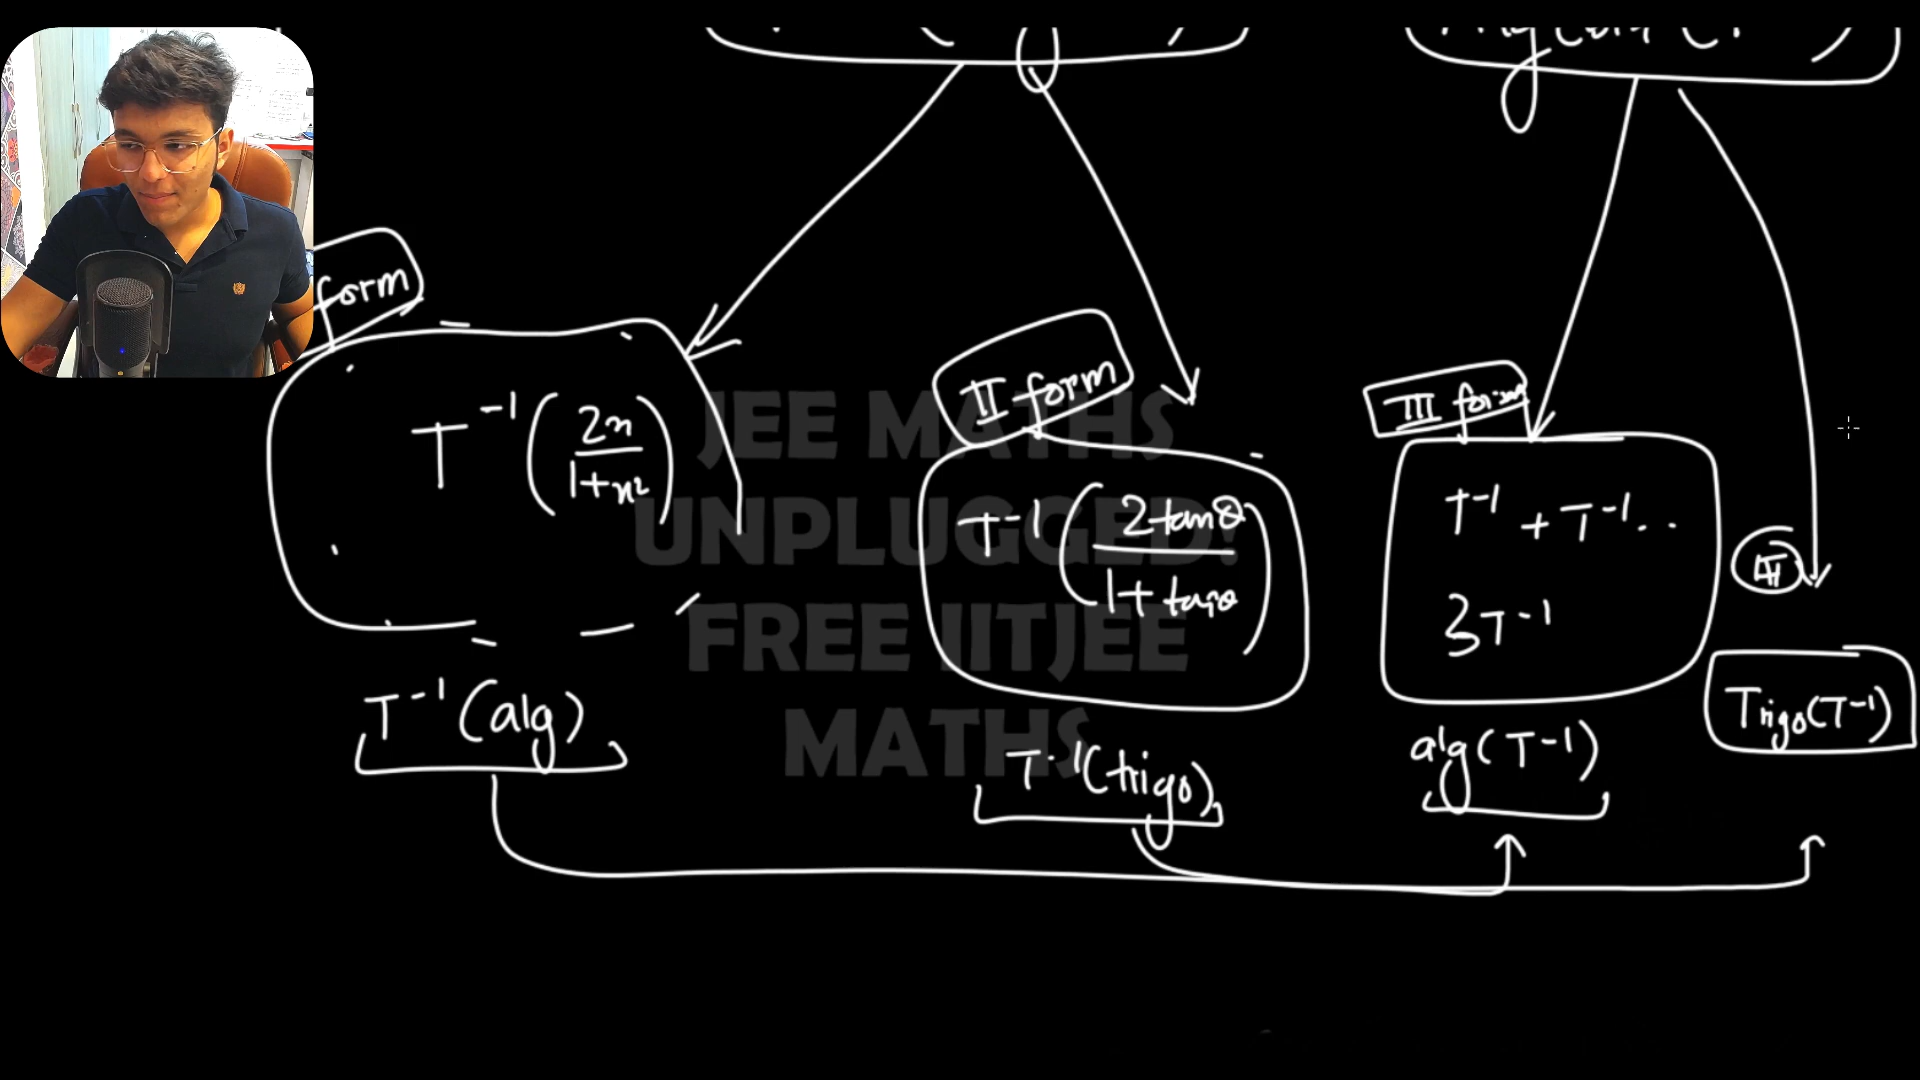 form
T⁻¹(2x/1+x²)
T⁻¹(alg)
II form
T⁻¹(2tanθ/1+tanθ)
T⁻¹(trigo)
III form
T⁻¹ + T⁻¹..
3T⁻¹
alg(T⁻¹)
IV
Trigo(T⁻¹)
JEE MATHS
UNPLUGGED!
FREE IITJEE
MATHS